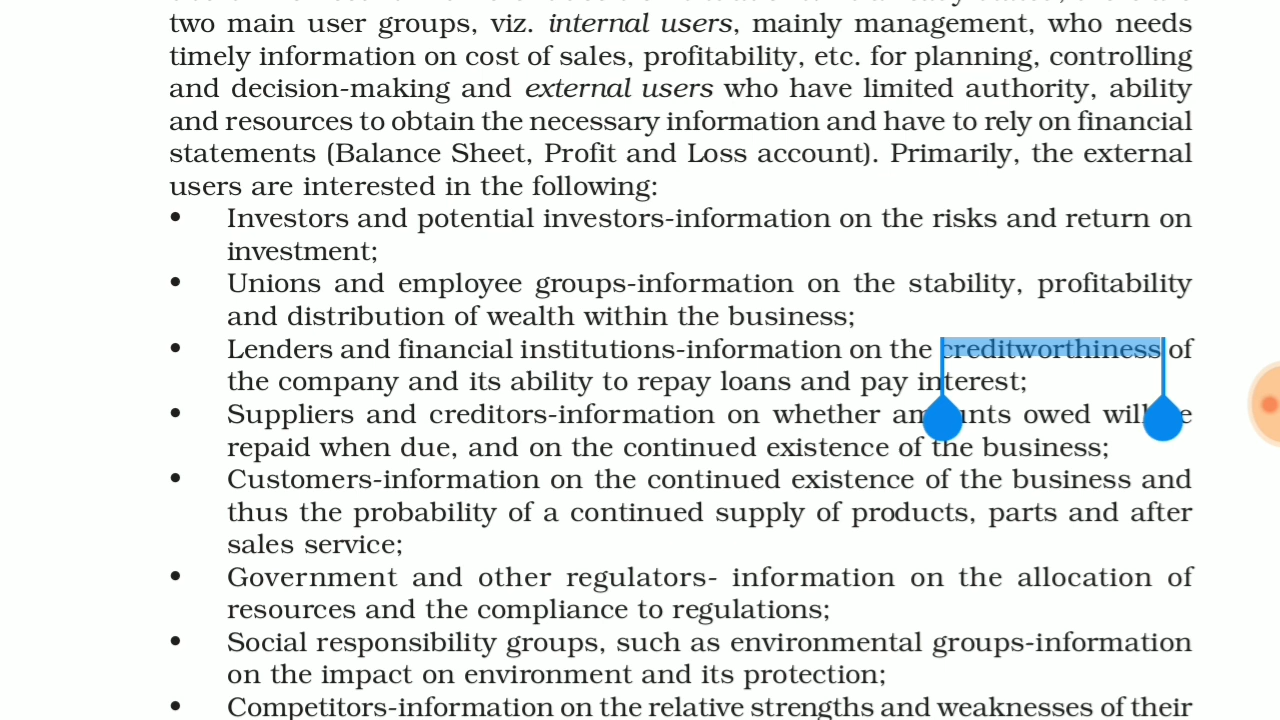 two main user groups, viz. internal users, mainly management, who needs
timely information on cost of sales, profitability, etc. for planning, controlling
and decision-making and external users who have limited authority, ability
and resources to obtain the necessary information and have to rely on financial
statements (Balance Sheet, Profit and Loss account). Primarily, the external
users are interested in the following:
• Investors and potential investors-information on the risks and return on
investment;
• Unions and employee groups-information on the stability, profitability
and distribution of wealth within the business;
• Lenders and financial institutions-information on the creditworthiness of
the company and its ability to repay loans and pay interest;
• Suppliers and creditors-information on whether amounts owed will be
repaid when due, and on the continued existence of the business;
• Customers-information on the continued existence of the business and
thus the probability of a continued supply of products, parts and after
sales service;
• Government and other regulators- information on the allocation of
resources and the compliance to regulations;
• Social responsibility groups, such as environmental groups-information
on the impact on environment and its protection;
• Competitors-information on the relative strengths and weaknesses of their